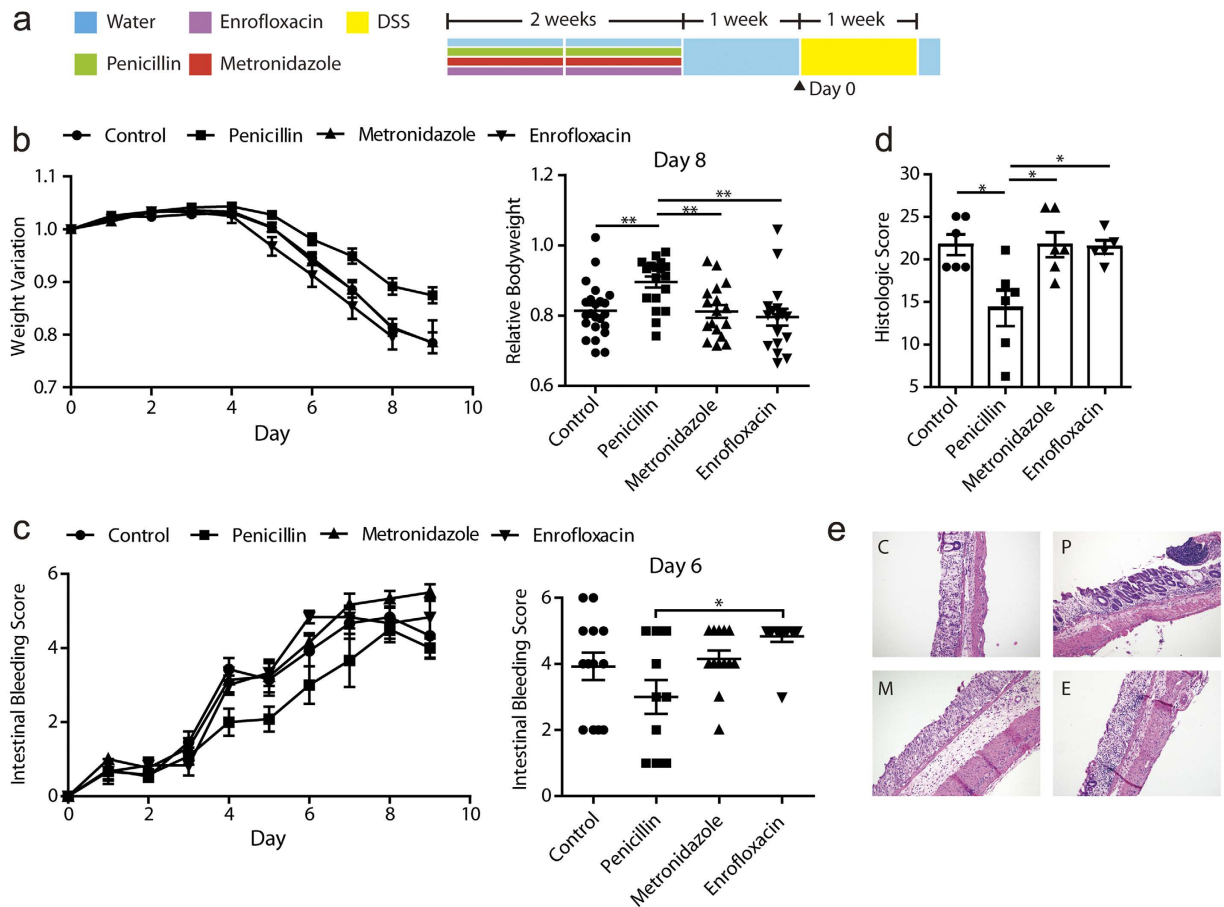 a
Water
Enrofloxacin
DSS
Penicillin
Metronidazole
2 weeks
1 week
1 week
Day 0
b
Control
Penicillin
Metronidazole
Enrofloxacin
Weight Variation
1.1
1.0
0.9
0.8
0.7
0 2 4 6 8 10
Day
Day 8
Relative Bodyweight
1.2
1.0
0.8
0.6
** ** **
Control
Penicillin
Metronidazole
Enrofloxacin
d
Histologic Score
25
20
15
10
5
* * *
Control
Penicillin
Metronidazole
Enrofloxacin
c
Control
Penicillin
Metronidazole
Enrofloxacin
Intestinal Bleeding Score
6
4
2
0
0 2 4 6 8 10
Day
Day 6
Intestinal Bleeding Score
6
4
2
0
*
Control
Penicillin
Metronidazole
Enrofloxacin
e
C
P
M
E